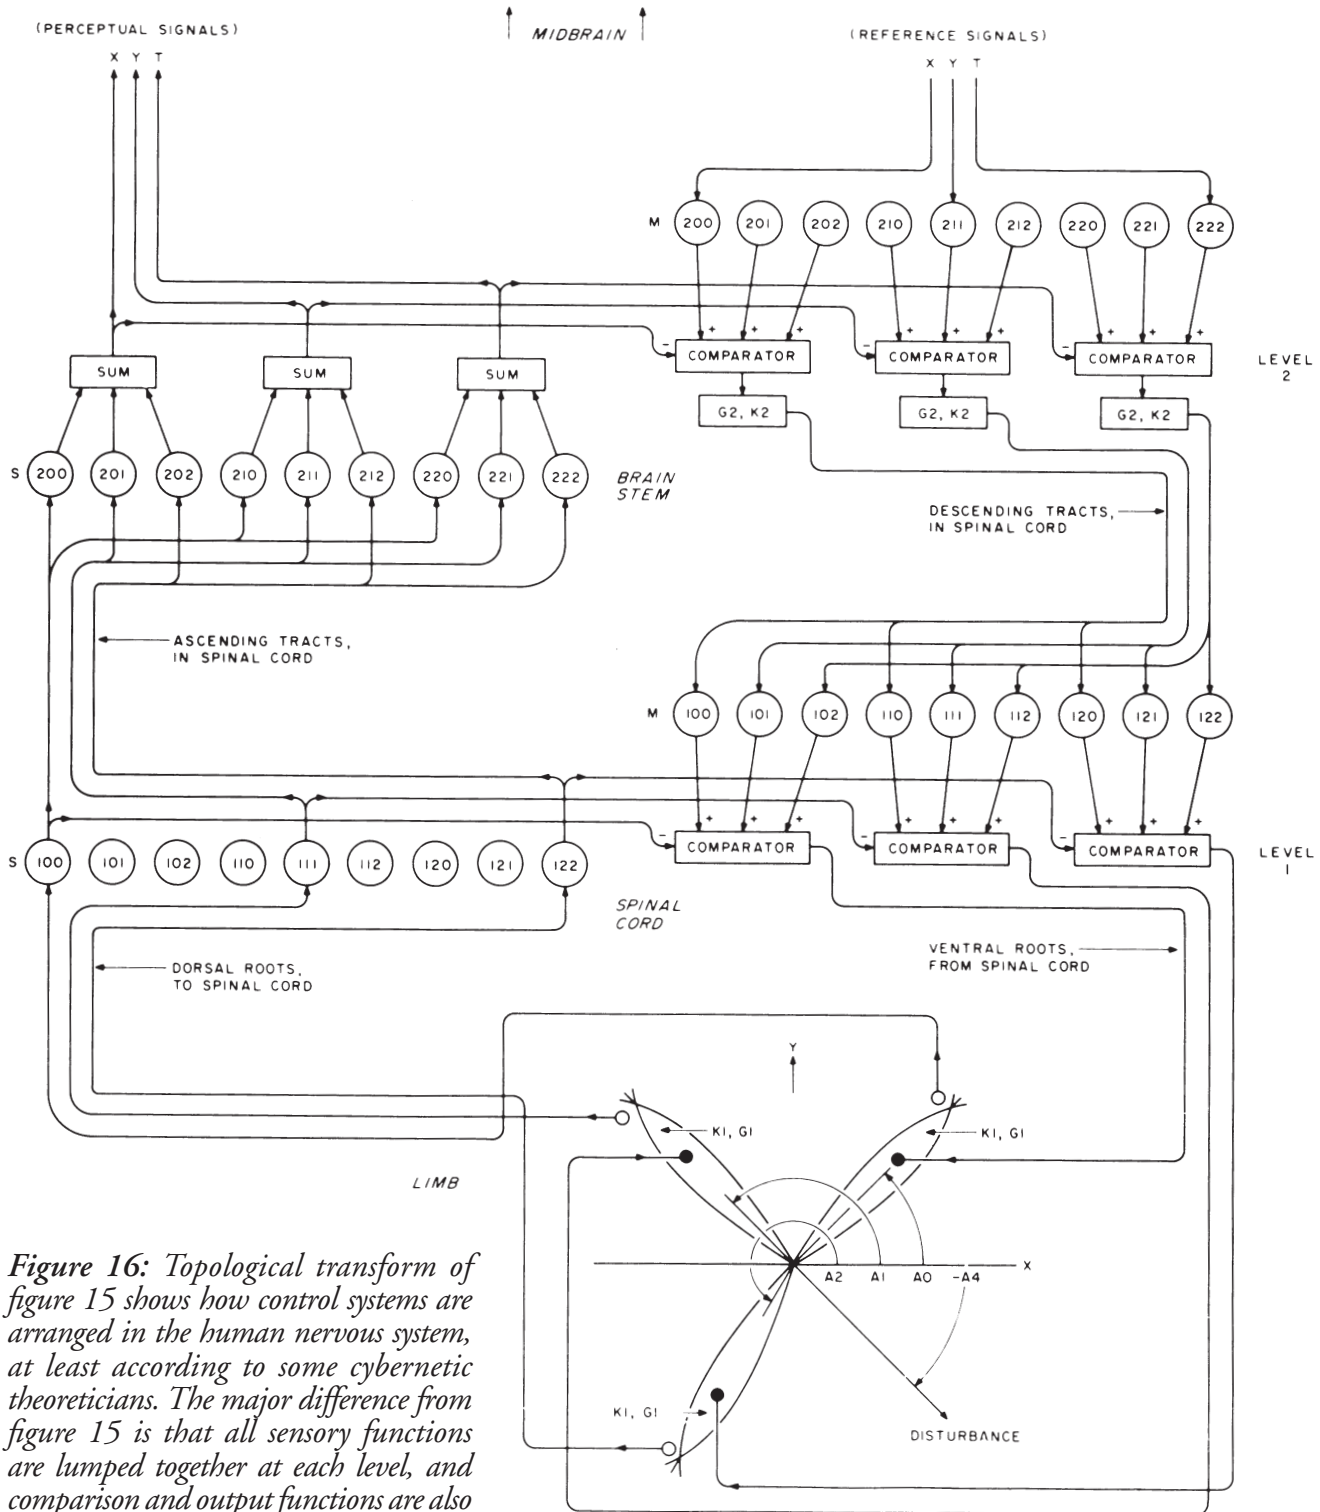 (PERCEPTUAL SIGNALS)
MIDBRAIN
(REFERENCE SIGNALS)
X Y T
X Y T
M 200 201 202 210 211 212 220 221 222
+ + + + + + + + +
- COMPARATOR - COMPARATOR - COMPARATOR
LEVEL
2
SUM SUM SUM
G2, K2 G2, K2 G2, K2
S 200 201 202 210 211 212 220 221 222
BRAIN
STEM
DESCENDING TRACTS,
IN SPINAL CORD
ASCENDING TRACTS,
IN SPINAL CORD
M 100 101 102 110 111 112 120 121 122
+ + + + + + + + +
- COMPARATOR - COMPARATOR - COMPARATOR
LEVEL
1
S 100 101 102 110 111 112 120 121 122
SPINAL
CORD
VENTRAL ROOTS,
FROM SPINAL CORD
DORSAL ROOTS,
TO SPINAL CORD
Y
K1, G1
K1, G1
LIMB
A2 A1 A0 -A4 X
K1, G1
DISTURBANCE
Figure 16: Topological transform of
figure 15 shows how control systems are
arranged in the human nervous system,
at least according to some cybernetic
theoreticians. The major difference from
figure 15 is that all sensory functions
are lumped together at each level, and
comparison and output functions are also